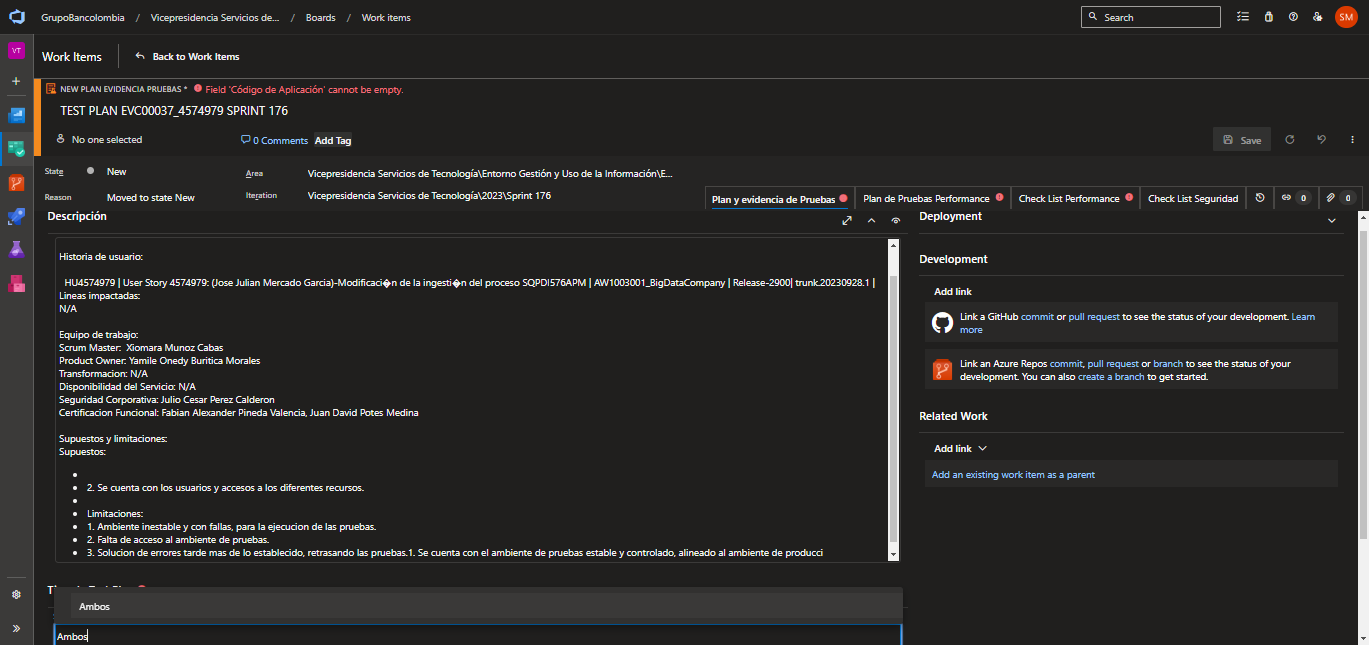 GrupoBancolombia / Vicepresidencia Servicios de... / Boards / Work items
Search
SM
VT
Work Items
Back to Work Items
NEW PLAN EVIDENCIA PRUEBAS * Field 'Código de Aplicación' cannot be empty.
TEST PLAN EVC00037_4574979 SPRINT 176
No one selected
0 Comments
Add Tag
Save
State
New
Area
Vicepresidencia Servicios de Tecnología\Entorno Gestión y Uso de la Información\E...
Reason
Moved to state New
Iteration
Vicepresidencia Servicios de Tecnología\2023\Sprint 176
Plan y evidencia de Pruebas
Plan de Pruebas Performance
Check List Performance
Check List Seguridad
0
0
Descripción
Historia de usuario:
HU4574979 | User Story 4574979: (Jose Julian Mercado Garcia)-Modificaci�n de la ingesti�n del proceso SQPDI576APM | AW1003001_BigDataCompany | Release-2900| trunk.20230928.1 |
Lineas impactadas:
N/A
Equipo de trabajo:
Scrum Master:  Xiomara Munoz Cabas
Product Owner: Yamile Onedy Buritica Morales
Transformacion: N/A
Disponibilidad del Servicio: N/A
Seguridad Corporativa: Julio Cesar Perez Calderon
Certificacion Funcional: Fabian Alexander Pineda Valencia, Juan David Potes Medina
Supuestos y limitaciones:
Supuestos:
2. Se cuenta con los usuarios y accesos a los diferentes recursos.
Limitaciones:
1. Ambiente inestable y con fallas, para la ejecucion de las pruebas.
2. Falta de acceso al ambiente de pruebas.
3. Solucion de errores tarde mas de lo establecido, retrasando las pruebas.1. Se cuenta con el ambiente de pruebas estable y controlado, alineado al ambiente de producci
Ambos
Ambos
Deployment
Development
Add link
Link a GitHub commit or pull request to see the status of your development. Learn
more
Link an Azure Repos commit, pull request or branch to see the status of your
development. You can also create a branch to get started.
Related Work
Add link
Add an existing work item as a parent